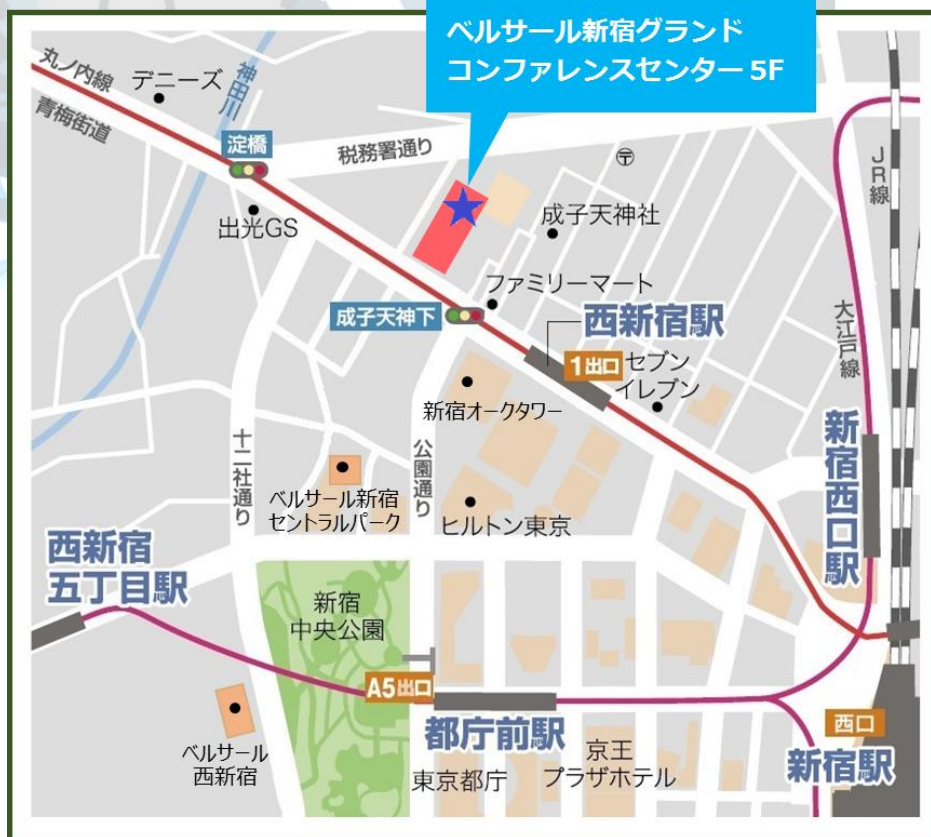 ベルサール新宿グランド
コンファレンスセンター 5F
丸ノ内線
デニーズ
神田川
青梅街道
淀橋
税務署通り
〒
JR線
出光GS
成子天神社
ファミリーマート
成子天神下
西新宿駅
大江戸線
1出口
セブン
イレブン
新宿オークタワー
公園通り
十二社通り
新宿西口駅
ベルサール新宿
セントラルパーク
ヒルトン東京
西新宿
五丁目駅
新宿
中央公園
A5出口
都庁前駅
西口
新宿駅
ベルサール
西新宿
東京都庁
京王
プラザホテル